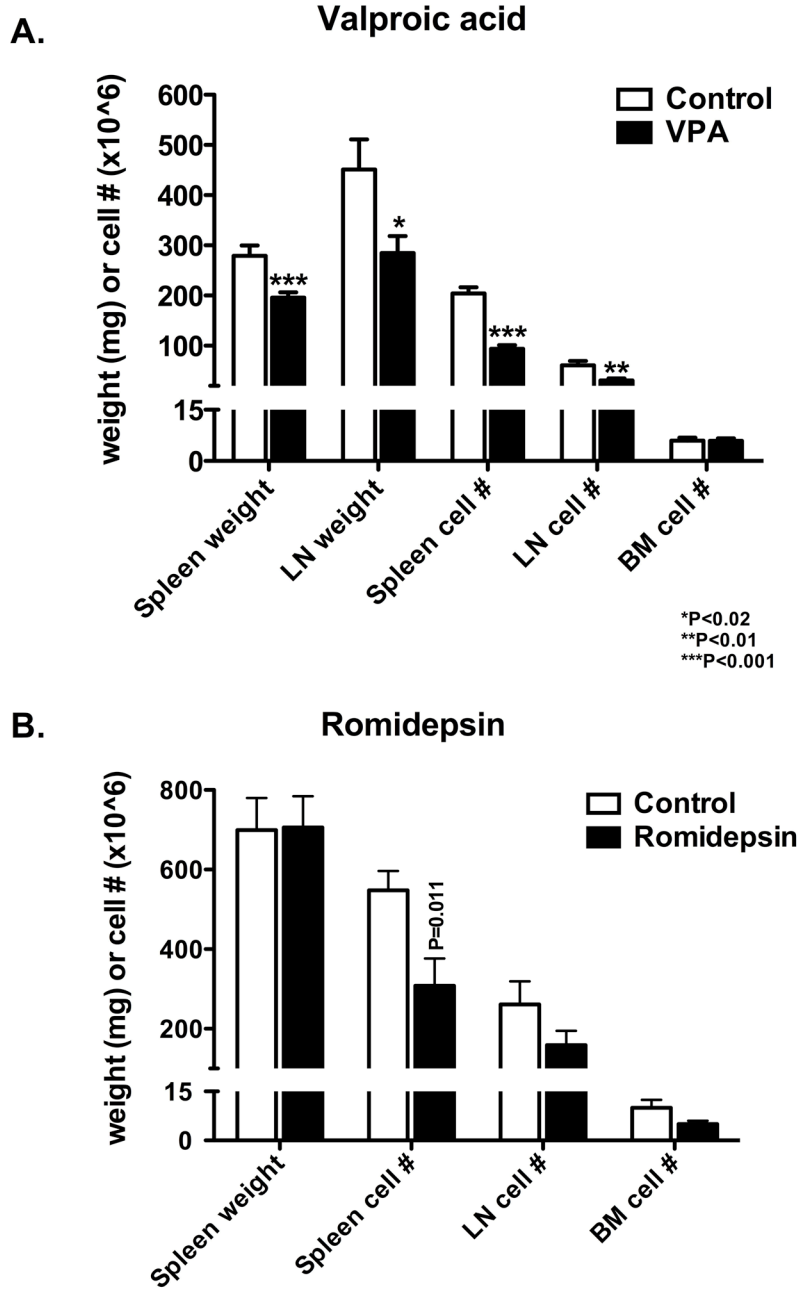 A.
Valproic acid
weight (mg) or cell # (x10^6)
600
500
400
300
200
100
15
0
Control
VPA
***
*
***
**
Spleen weight
LN weight
Spleen cell #
LN cell #
BM cell #
*P<0.02
**P<0.01
***P<0.001
B.
Romidepsin
weight (mg) or cell # (x10^6)
800
600
400
200
15
0
Control
Romidepsin
P=0.011
Spleen weight
Spleen cell #
LN cell #
BM cell #